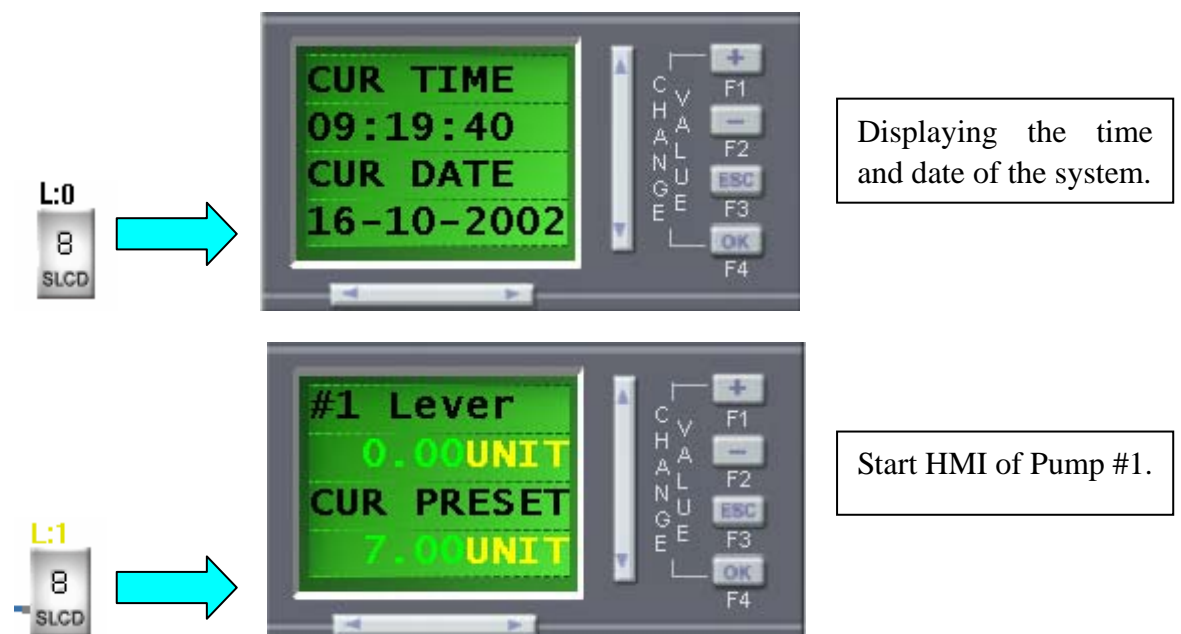 L:0
8
SLCD
CUR TIME
09:19:40
CUR DATE
16-10-2002
CHANGE
VALUE
+
F1
-
F2
ESC
F3
OK
F4
Displaying the time
and date of the system.
L:1
8
SLCD
#1 Lever
0.00UNIT
CUR PRESET
7.00UNIT
CHANGE
VALUE
+
F1
-
F2
ESC
F3
OK
F4
Start HMI of Pump #1.